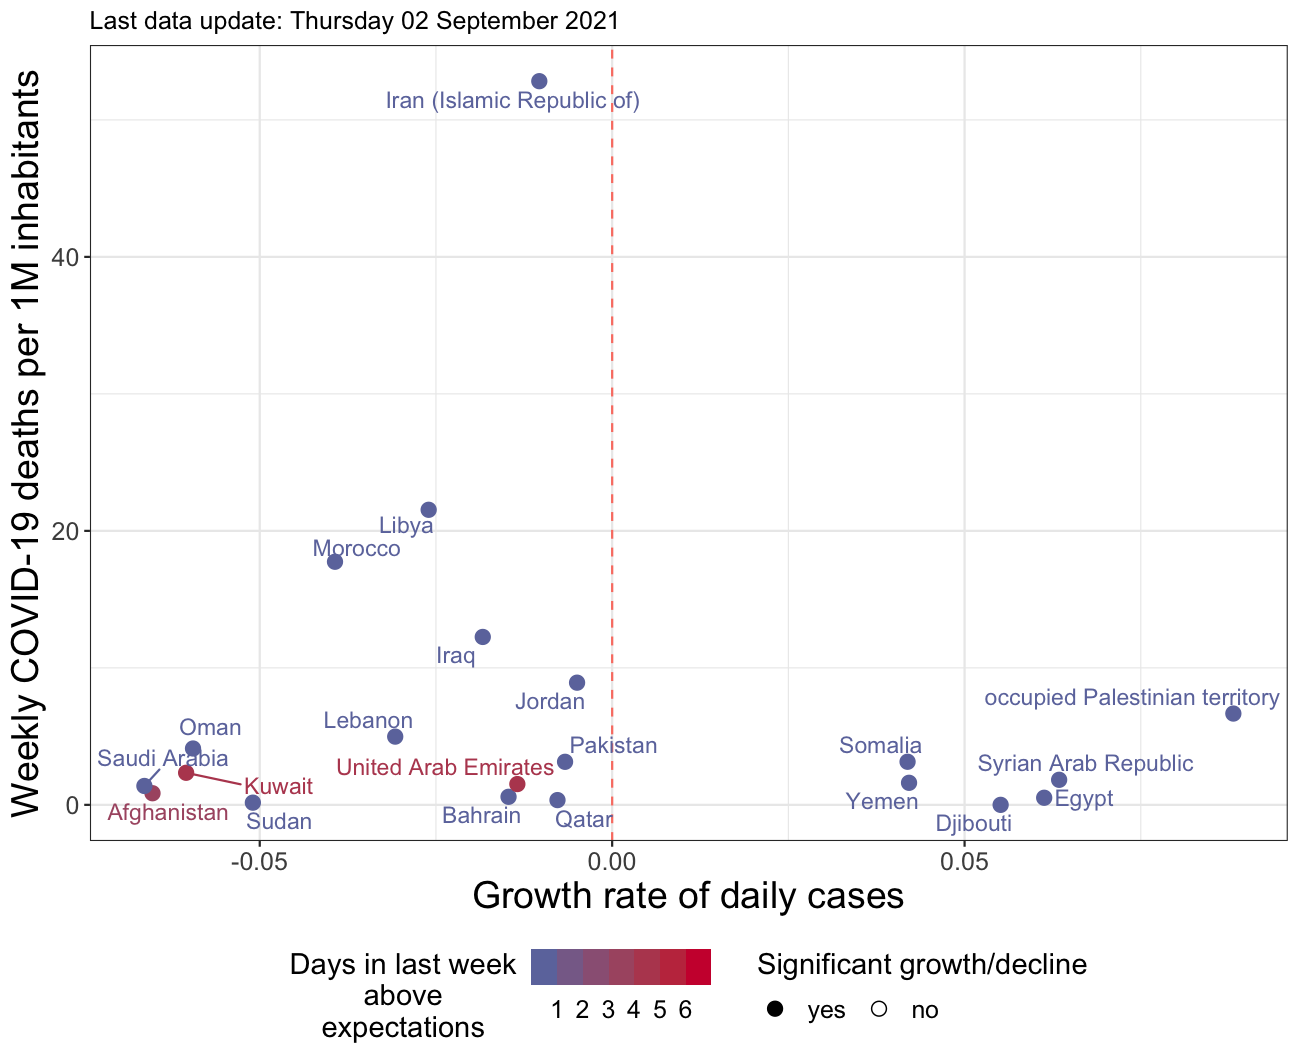 Last data update: Thursday 02 September 2021
Weekly COVID-19 deaths per 1M inhabitants
40
20
0
Iran (Islamic Republic of)
Libya
Morocco
Iraq
Jordan
occupied Palestinian territory
Oman
Lebanon
Pakistan
Somalia
Saudi Arabia
United Arab Emirates
Syrian Arab Republic
Kuwait
Afghanistan
Sudan
Bahrain
Qatar
Yemen
Egypt
Djibouti
-0.05
0.00
0.05
Growth rate of daily cases
Days in last week
above
expectations
1 2 3 4 5 6
Significant growth/decline
yes no